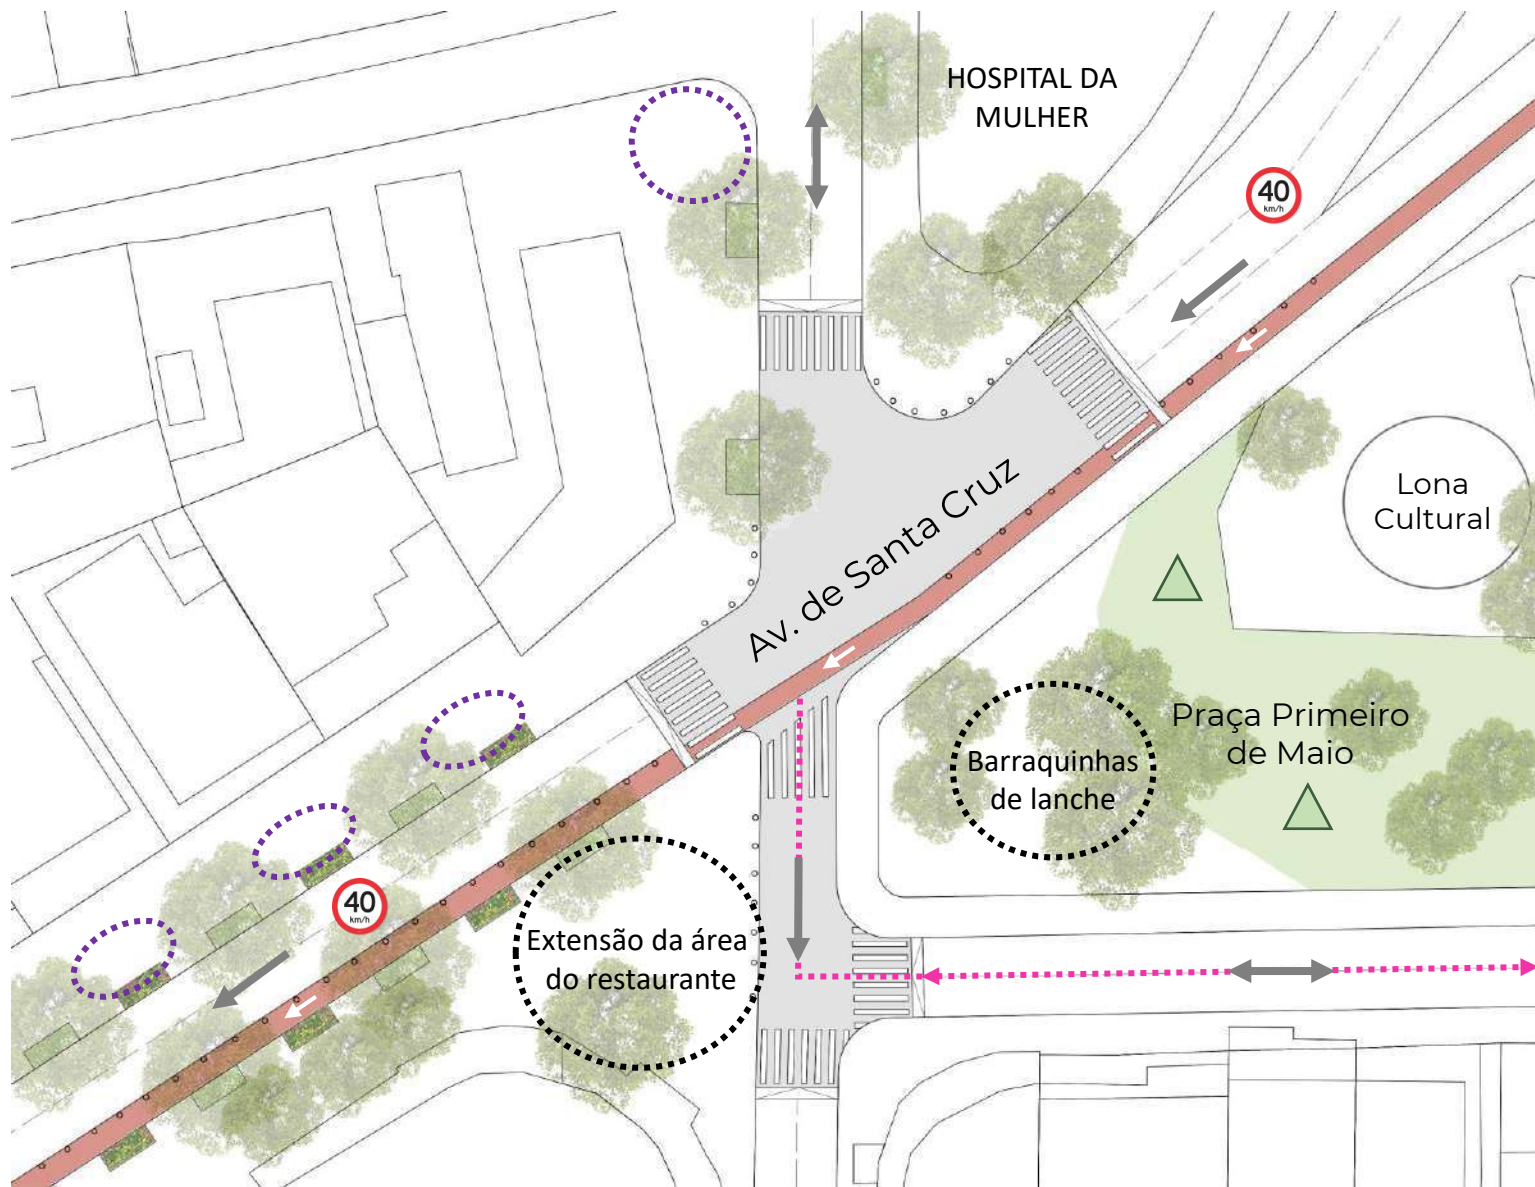 HOSPITAL DA
MULHER
40
km/h
Lona
Cultural
Av. de Santa Cruz
Praça Primeiro
de Maio
Barraquinhas
de lanche
40
km/h
Extensão da área
do restaurante